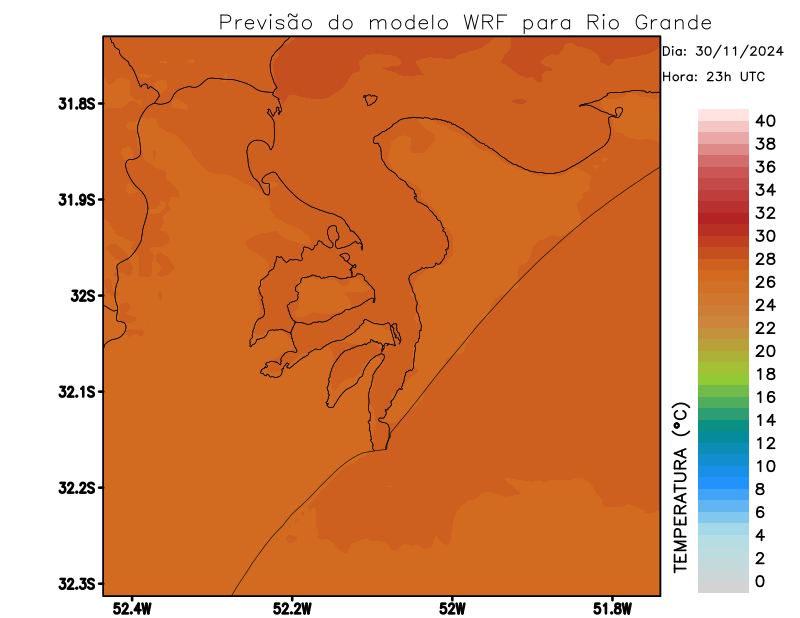 Previsão do modelo WRF para Rio Grande
Dia: 30/11/2024
Hora: 23h UTC
31.8S
31.9S
32S
32.1S
32.2S
32.3S
52.4W
52.2W
52W
51.8W
TEMPERATURA (°C)
40
38
36
34
32
30
28
26
24
22
20
18
16
14
12
10
8
6
4
2
0